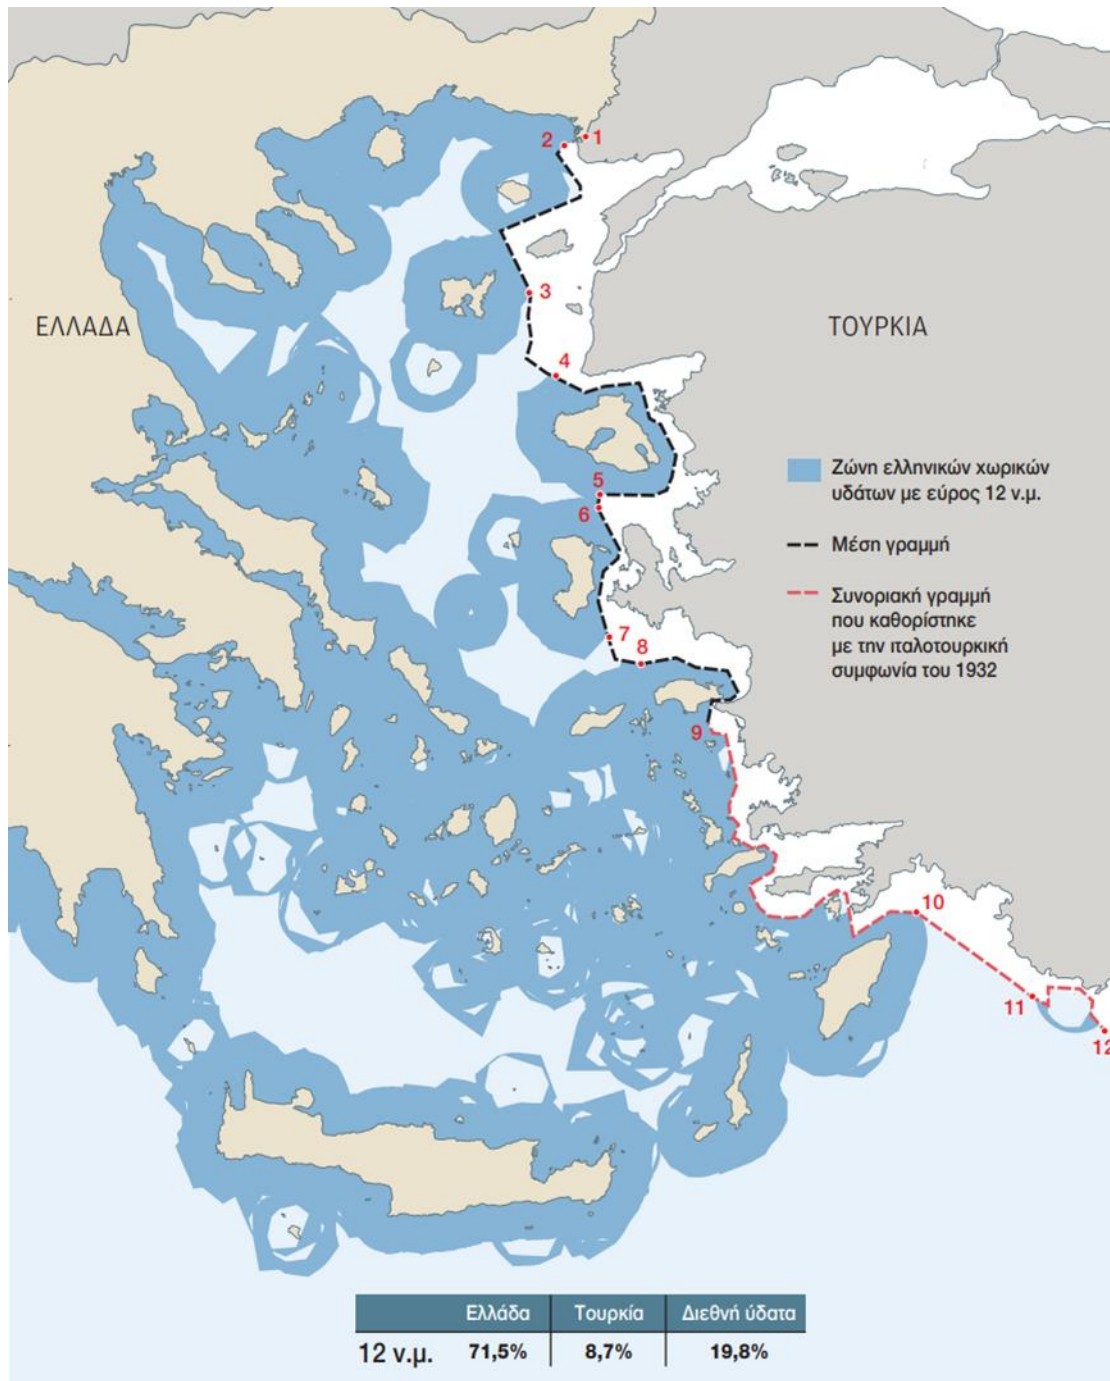 2
1
3
ΕΛΛΑΔΑ
ΤΟΥΡΚΙΑ
4
Ζώνη ελληνικών χωρικών
υδάτων με εύρος 12 ν.μ.
5
6
Μέση γραμμή
Συνοριακή γραμμή
που καθορίστηκε
με την ιταλοτουρκική
συμφωνία του 1932
7
8
9
10
11
12
Ελλάδα Τουρκία Διεθνή ύδατα
12 ν.μ. 71,5% 8,7% 19,8%